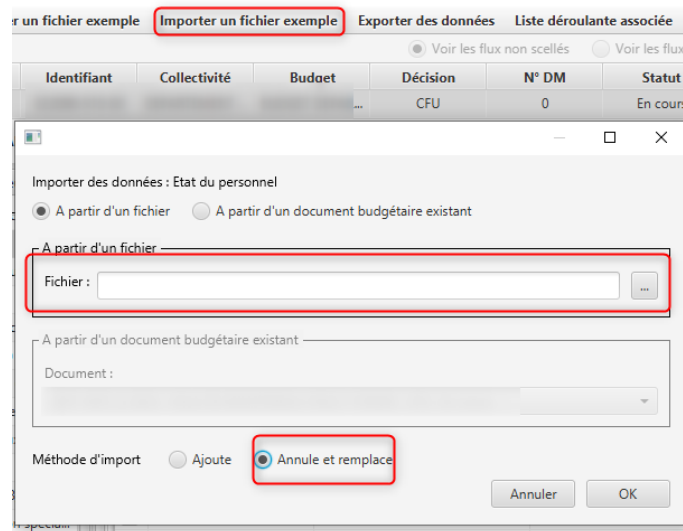 r un fichier exemple Importer un fichier exemple Exporter des données Liste déroulante associée
Voir les flux non scellés Voir les flux
Identifiant Collectivité Budget Décision N° DM Statut
... CFU 0 En cours
Importer des données : Etat du personnel
A partir d'un fichier A partir d'un document budgétaire existant
A partir d'un fichier
Fichier : ...
A partir d'un document budgétaire existant
Document :
Méthode d'import Ajoute Annule et remplace
Annuler OK